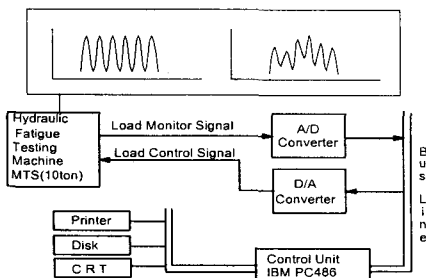 Hydraulic
Fatigue
Testing
Machine
MTS(10ton)
Load Monitor Signal
Load Control Signal
A/D
Converter
D/A
Converter
Bus Line
Printer
Disk
CRT
Control Unit
IBM PC486